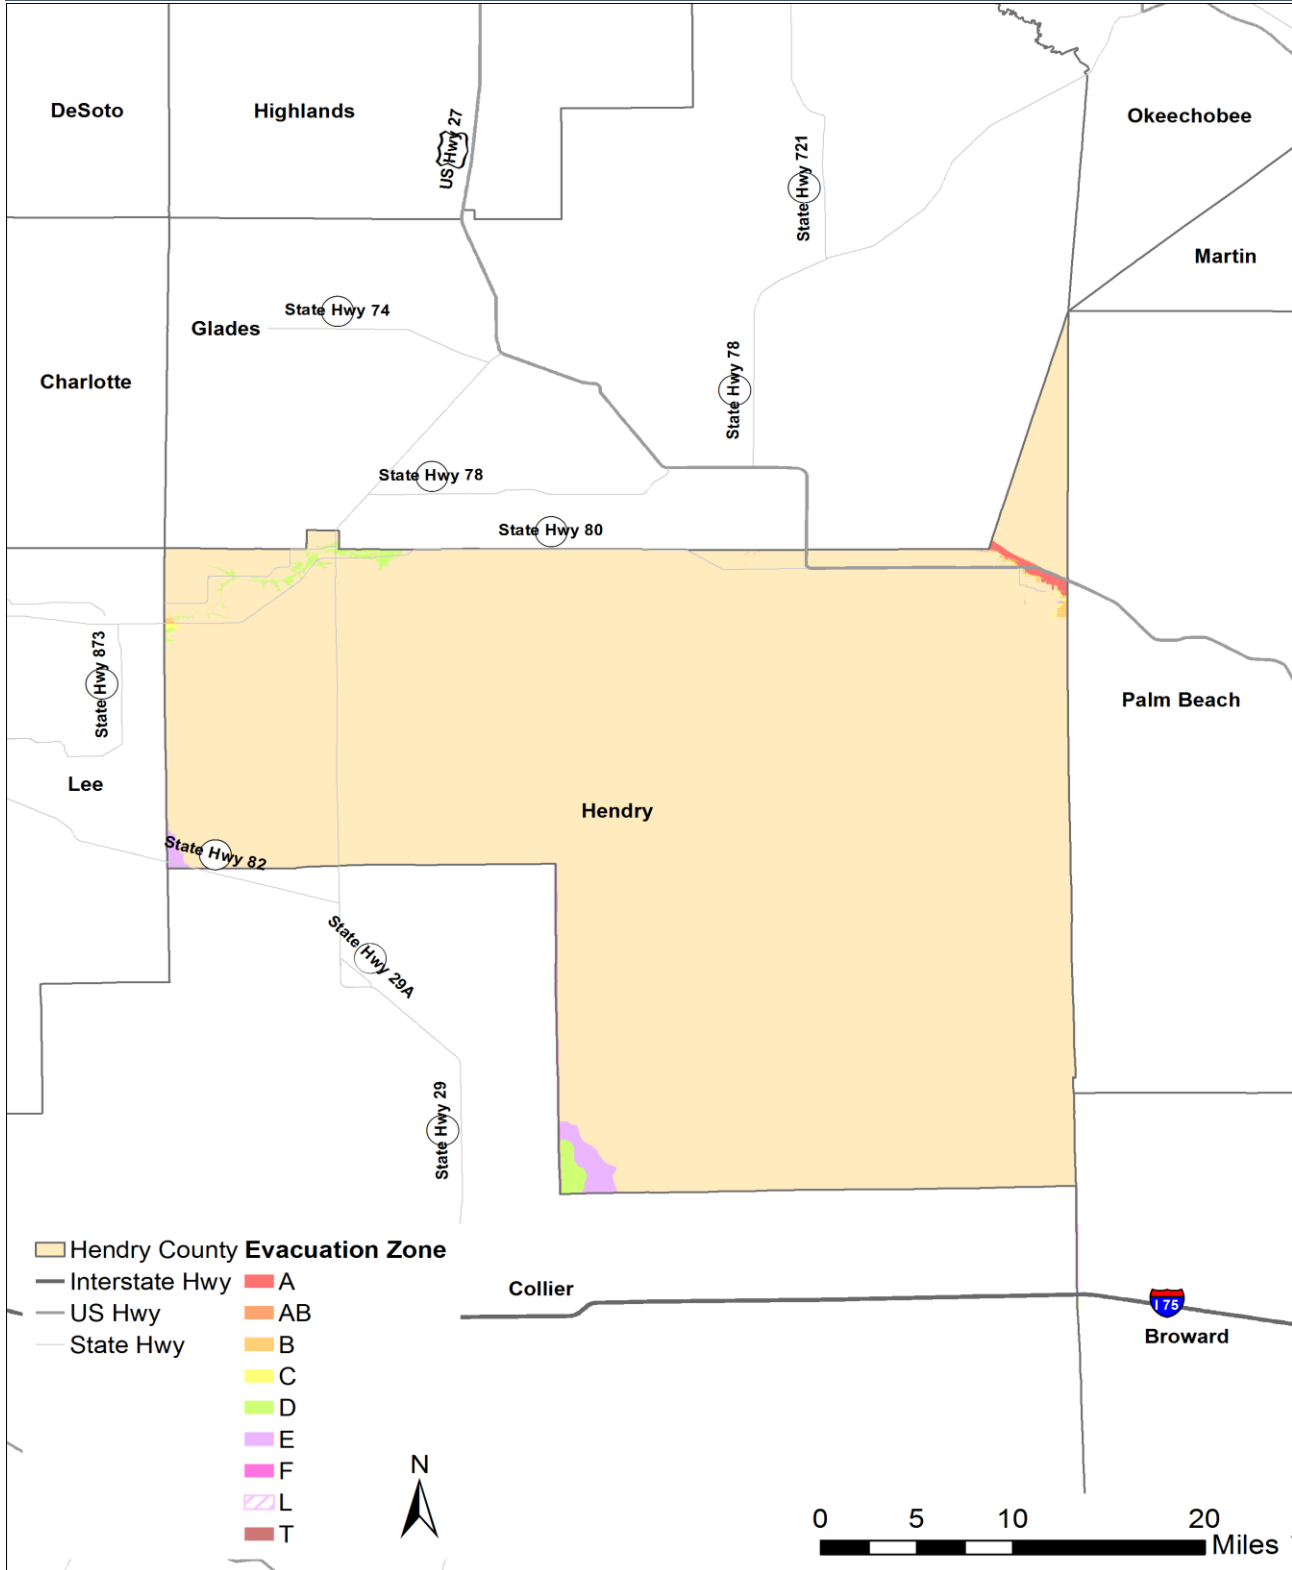 DeSoto
Highlands
US Hwy 27
State Hwy 721
Okeechobee
Martin
State Hwy 74
Glades
Charlotte
State Hwy 78
State Hwy 78
State Hwy 80
State Hwy 873
Palm Beach
Lee
Hendry
State Hwy 82
State Hwy 29A
State Hwy 29
Hendry County
Interstate Hwy
US Hwy
State Hwy
Evacuation Zone
A
AB
B
C
D
E
F
L
T
Collier
I 75
Broward
N
0 5 10 20
Miles